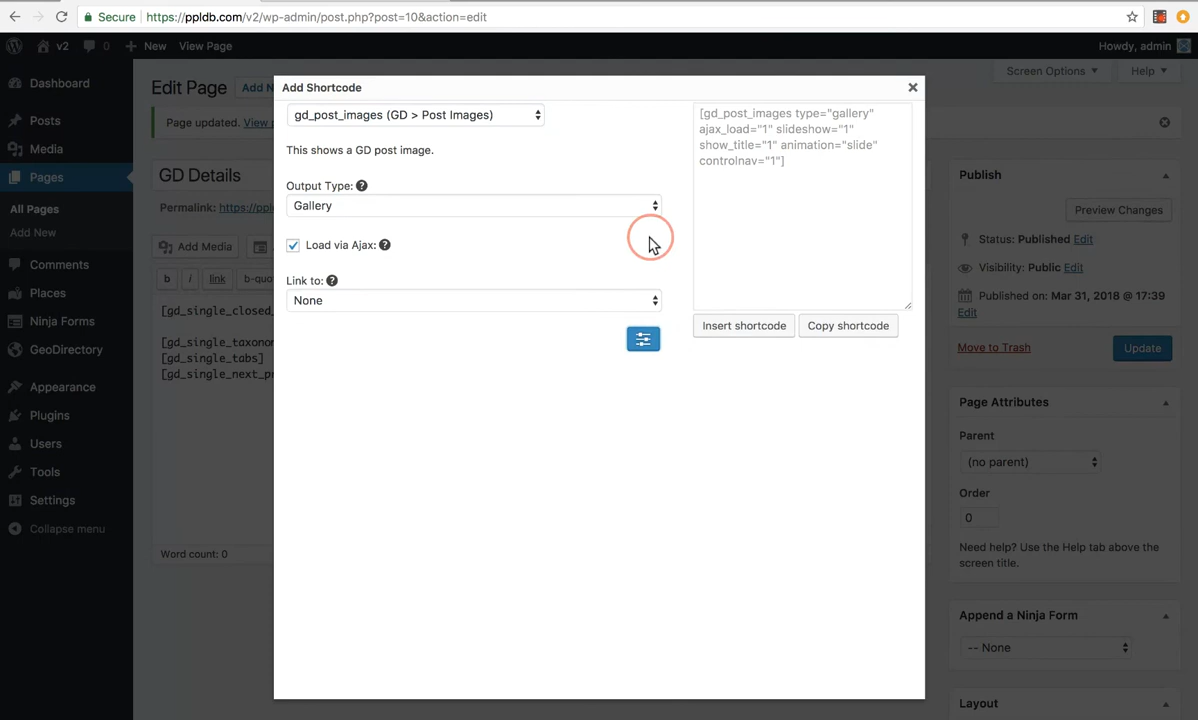 Secure
https://ppldb.com/v2/wp-admin/post.php?post=10&action=edit
v2
0
New
View Page
Howdy, admin
Dashboard
Posts
Media
Pages
All Pages
Add New
Comments
Places
Ninja Forms
GeoDirectory
Appearance
Plugins
Users
Tools
Settings
Collapse menu
Edit Page
Add N
Screen Options
Help
Page updated. View
GD Details
Permalink: https://ppl
Add Media
b
i
link
b-quo
[gd_single_closed_
[gd_single_taxonom
[gd_single_tabs]
[gd_single_next_pr
Word count: 0
Add Shortcode
gd_post_images (GD > Post Images)
This shows a GD post image.
Output Type:
Gallery
Load via Ajax:
Link to:
None
[gd_post_images type="gallery"
ajax_load="1" slideshow="1"
show_title="1" animation="slide"
controlnav="1"]
Insert shortcode
Copy shortcode
Publish
Preview Changes
Status: Published Edit
Visibility: Public Edit
Published on: Mar 31, 2018 @ 17:39
Edit
Move to Trash
Update
Page Attributes
Parent
(no parent)
Order
0
Need help? Use the Help tab above the
screen title.
Append a Ninja Form
-- None
Layout